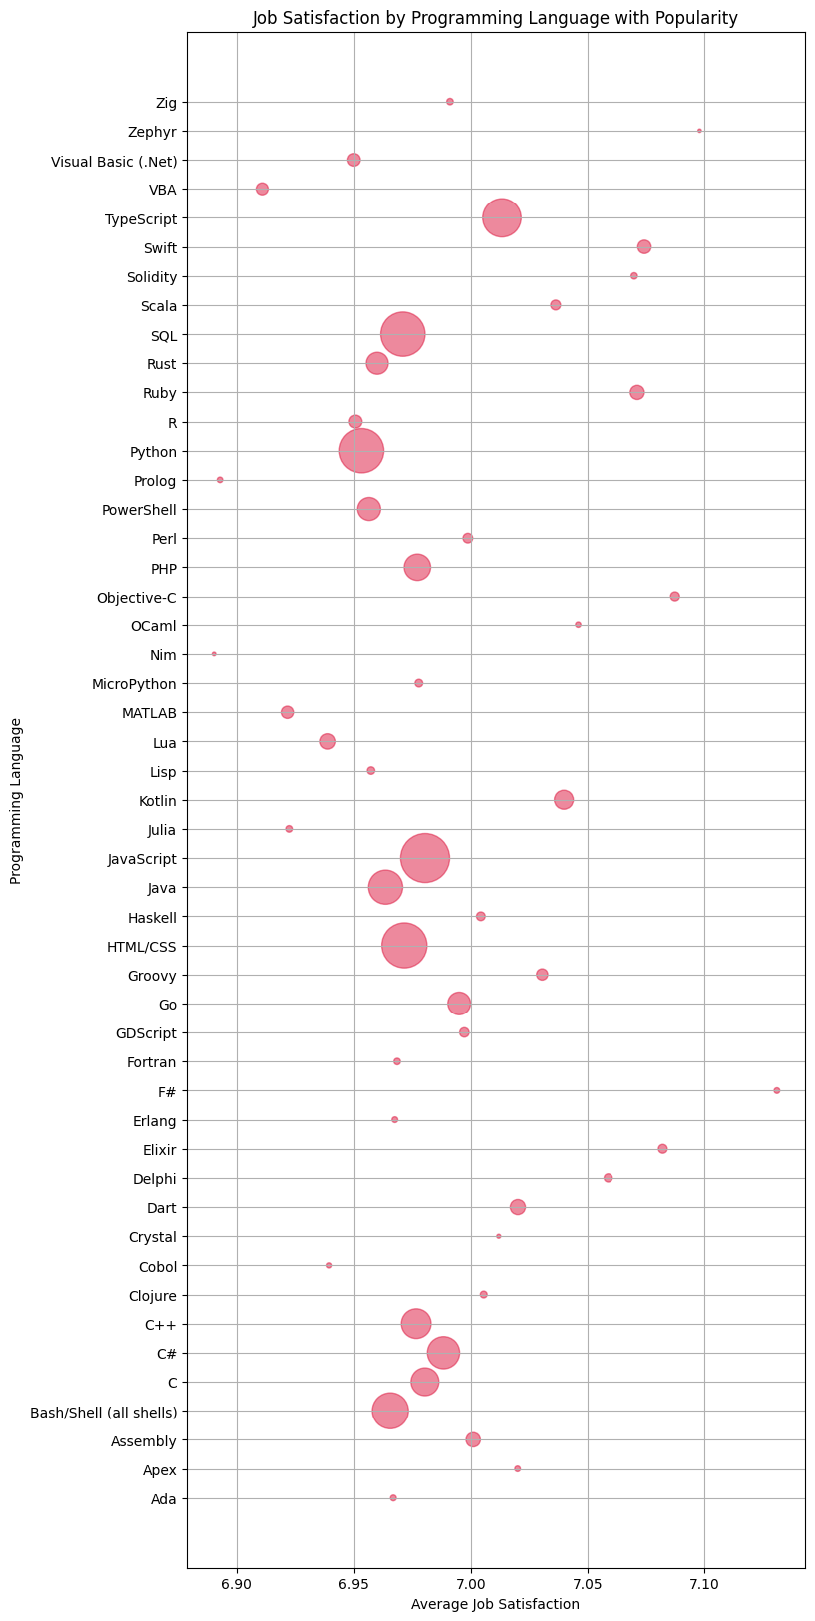 Job Satisfaction by Programming Language with Popularity
Zig
Zephyr
Visual Basic (.Net)
VBA
TypeScript
Swift
Solidity
Scala
SQL
Rust
Ruby
R
Python
Prolog
PowerShell
Perl
PHP
Objective-C
OCaml
Nim
MicroPython
MATLAB
Lua
Lisp
Kotlin
Julia
JavaScript
Java
Haskell
HTML/CSS
Groovy
Go
GDScript
Fortran
F#
Erlang
Elixir
Delphi
Dart
Crystal
Cobol
Clojure
C++
C#
C
Bash/Shell (all shells)
Assembly
Apex
Ada
Programming Language
6.90 6.95 7.00 7.05 7.10
Average Job Satisfaction